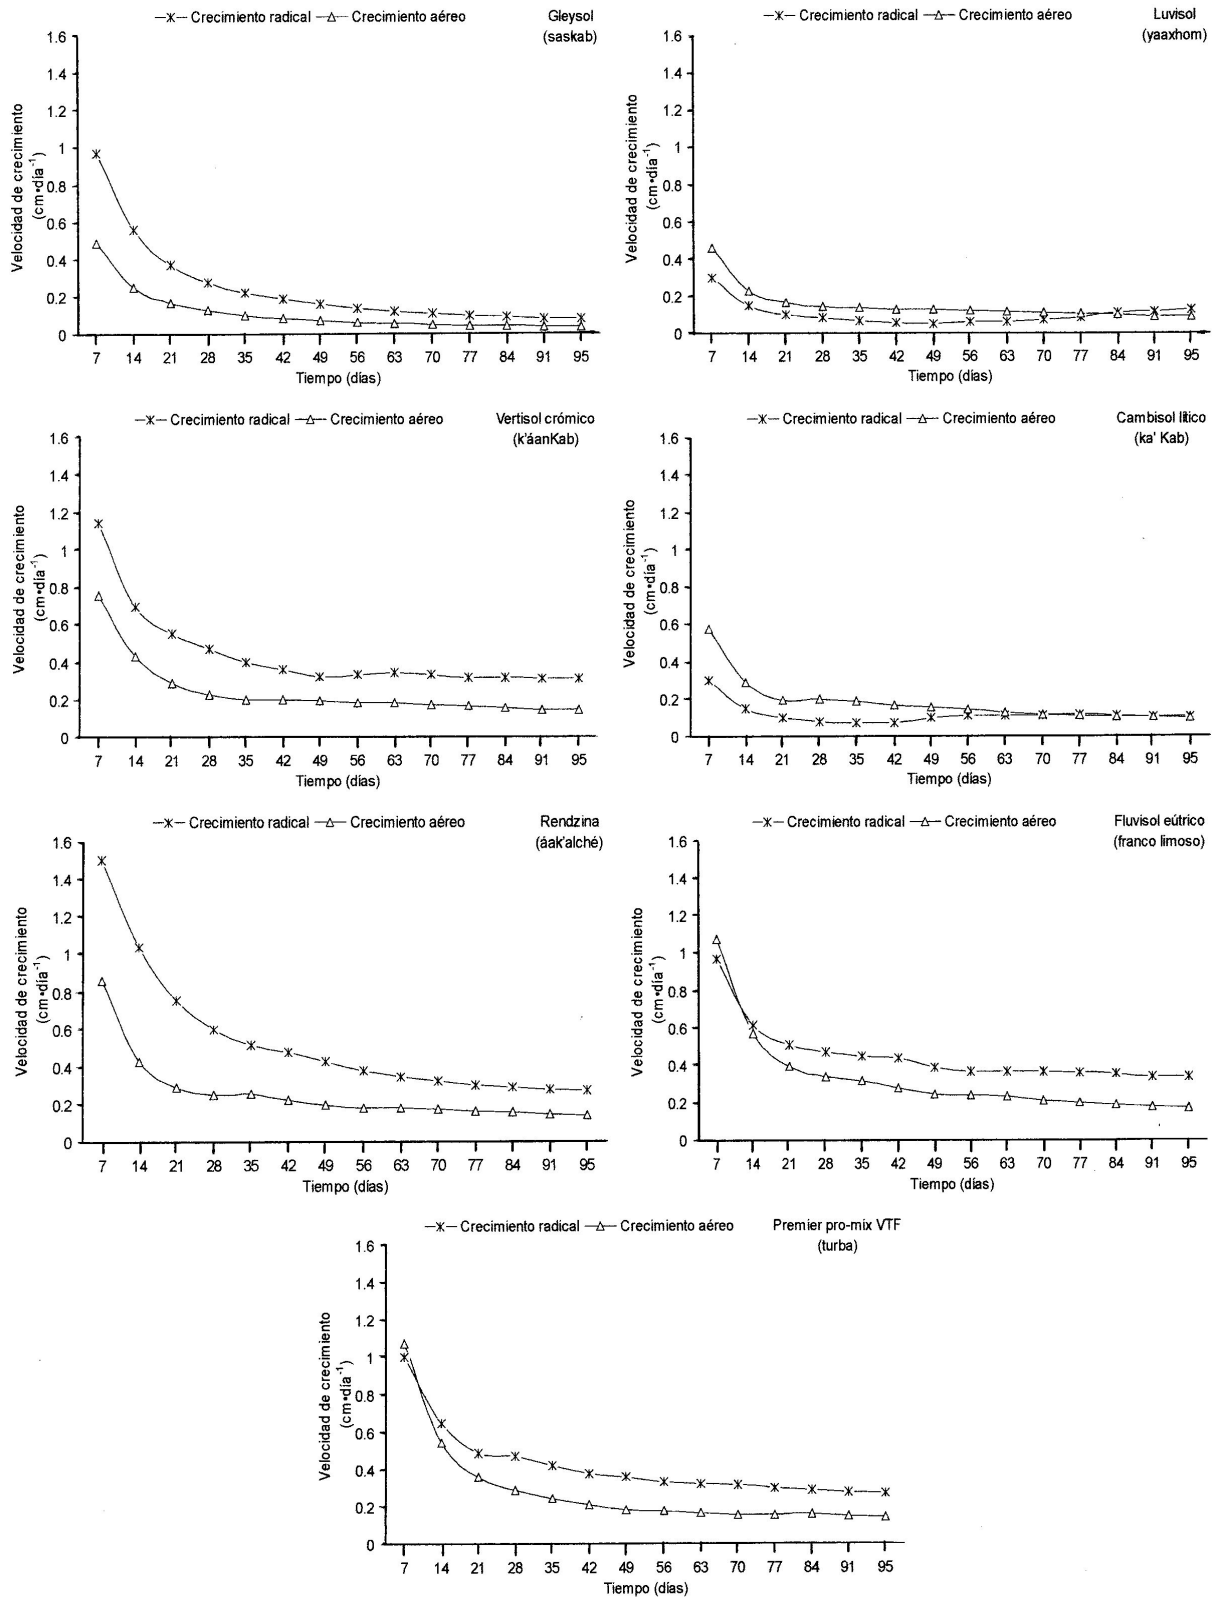 Crecimiento radical Crecimiento aéreo
Gleysol
(saskab)
Velocidad de crecimiento
(cm•día-1)
1.6
1.4
1.2
1
0.8
0.6
0.4
0.2
0
7 14 21 28 35 42 49 56 63 70 77 84 91 95
Tiempo (días)
Crecimiento radical Crecimiento aéreo
Luvisol
(yaaxhom)
Velocidad de crecimiento
(cm•día-1)
1.6
1.4
1.2
1
0.8
0.6
0.4
0.2
0
7 14 21 28 35 42 49 56 63 70 77 84 91 95
Tiempo (días)
Crecimiento radical Crecimiento aéreo
Vertisol crómico
(k'áanKab)
Velocidad de crecimiento
(cm•día-1)
1.6
1.4
1.2
1
0.8
0.6
0.4
0.2
0
7 14 21 28 35 42 49 56 63 70 77 84 91 95
Tiempo (días)
Crecimiento radical Crecimiento aéreo
Cambisol lítico
(ka' Kab)
Velocidad de crecimiento
(cm•día-1)
1.6
1.4
1.2
1
0.8
0.6
0.4
0.2
0
7 14 21 28 35 42 49 56 63 70 77 84 91 95
Tiempo (días)
Crecimiento radical Crecimiento aéreo
Rendzina
(áak'alché)
Velocidad de crecimiento
(cm•día-1)
1.6
1.4
1.2
1
0.8
0.6
0.4
0.2
0
7 14 21 28 35 42 49 56 63 70 77 84 91 95
Tiempo (días)
Crecimiento radical Crecimiento aéreo
Fluvisol eútrico
(franco limoso)
Velocidad de crecimiento
(cm•día-1)
1.6
1.4
1.2
1
0.8
0.6
0.4
0.2
0
7 14 21 28 35 42 49 56 63 70 77 84 91 95
Tiempo (días)
Crecimiento radical Crecimiento aéreo
Premier pro-mix VTF
(turba)
Velocidad de crecimiento
(cm•día-1)
1.6
1.4
1.2
1
0.8
0.6
0.4
0.2
0
7 14 21 28 35 42 49 56 63 70 77 84 91 95
Tiempo (días)